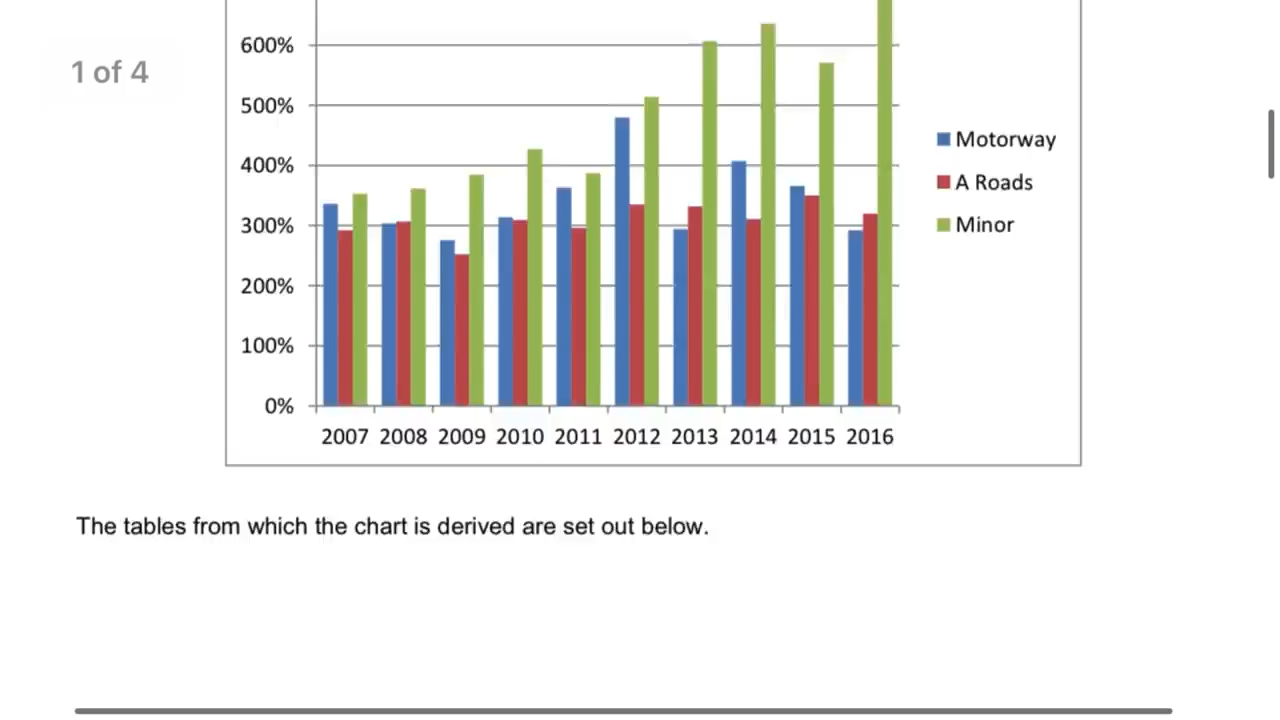 600%
1 of 4
500%
400%
300%
200%
100%
0%
Motorway
A Roads
Minor
2007 2008 2009 2010 2011 2012 2013 2014 2015 2016
The tables from which the chart is derived are set out below.